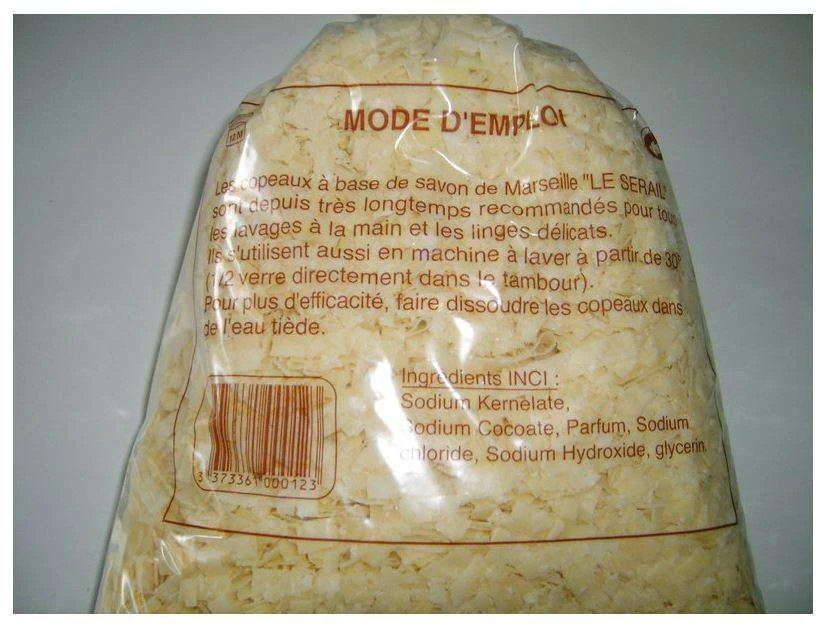 MODE D'EMPLOI
MM
Les copeaux à base de savon de Marseille "LE SERAIL"
sont depuis très longtemps recommandés pour tous
les lavages à la main et les linges délicats.
Ils s'utilisent aussi en machine à laver à partir de 30°
(1/2 verre directement dans le tambour).
Pour plus d'efficacité, faire dissoudre les copeaux dans
de l'eau tiède.
Ingrédients INCI :
Sodium Kernelate,
Sodium Cocoate, Parfum, Sodium
chloride, Sodium Hydroxide, glycerin.
3 373361 000123